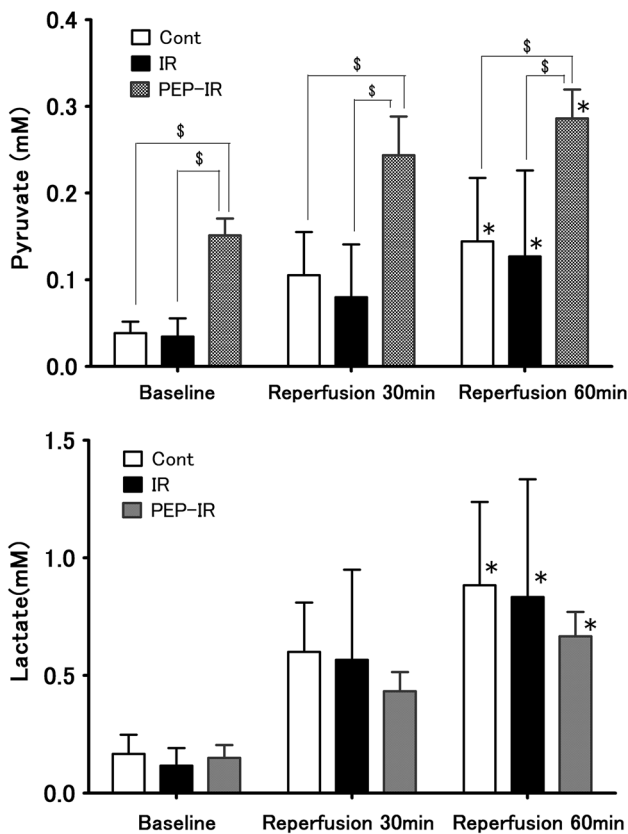 0.4
Cont
IR
PEP-IR
$
$
$
$
$
$
0.3
0.2
0.1
0.0
*
*
*
Pyruvate (mM)
Baseline
Reperfusion 30min
Reperfusion 60min
1.5
Cont
IR
PEP-IR
1.0
0.5
0.0
*
*
*
Lactate(mM)
Baseline
Reperfusion 30min
Reperfusion 60min